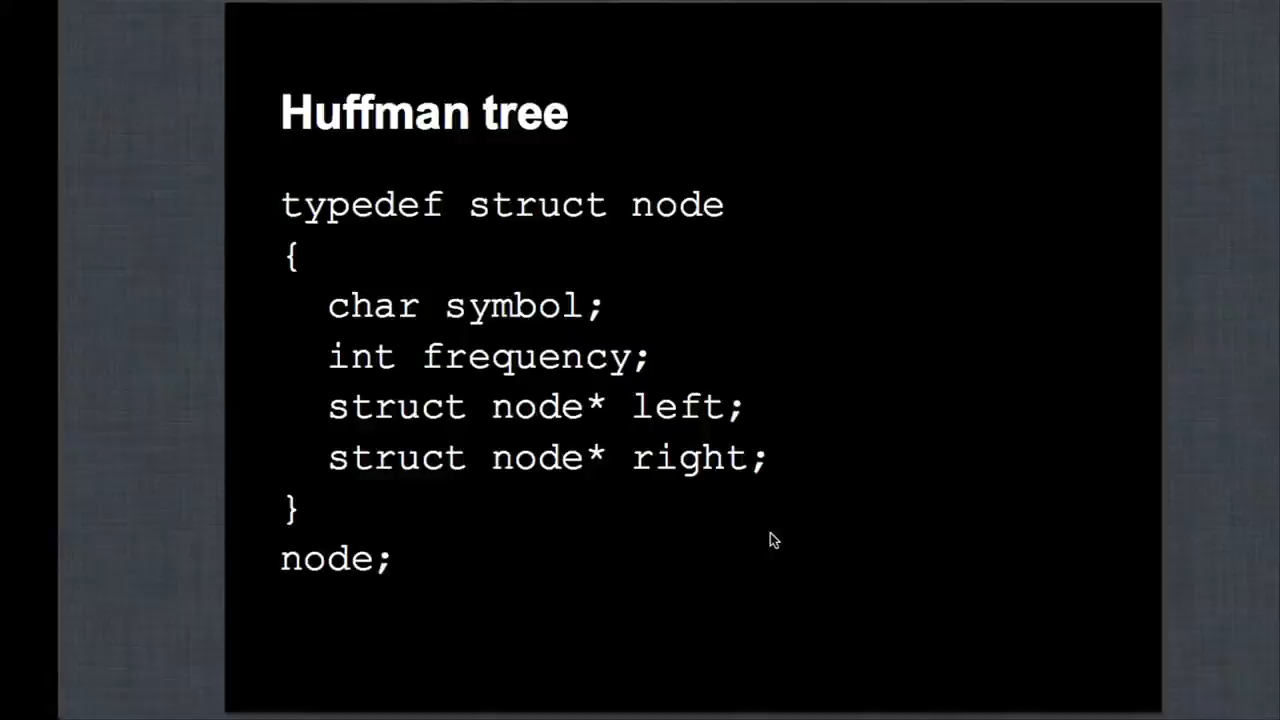 Huffman tree
typedef struct node
{
  char symbol;
  int frequency;
  struct node* left;
  struct node* right;
}
node;